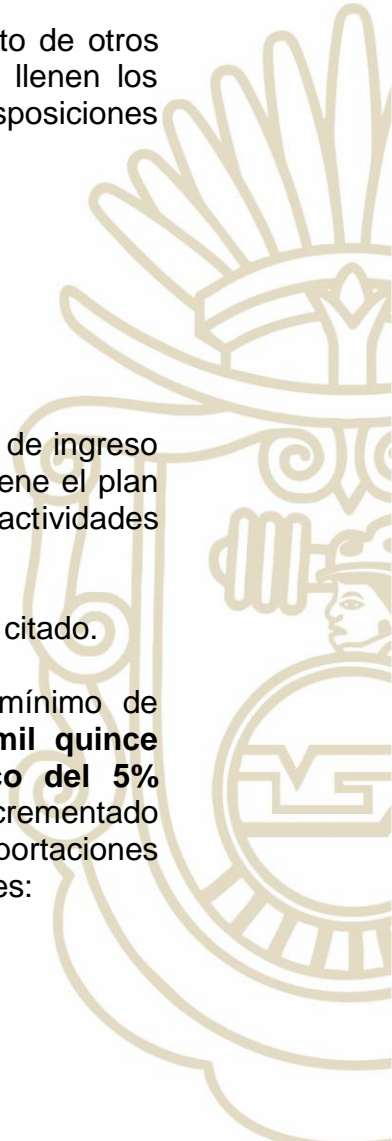 to de otros
llenen los
sposiciones
de ingreso
ene el plan
actividades
citado.
mínimo de
mil quince
o del 5%
crementado
portaciones
es: